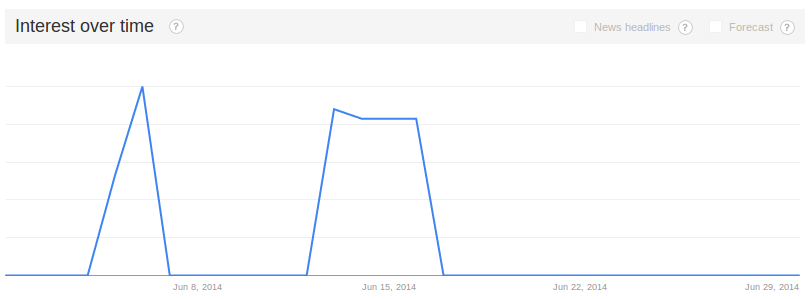 Interest over time ?
News headlines ? Forecast ?
Jun 8, 2014 Jun 15, 2014 Jun 22, 2014 Jun 29, 2014